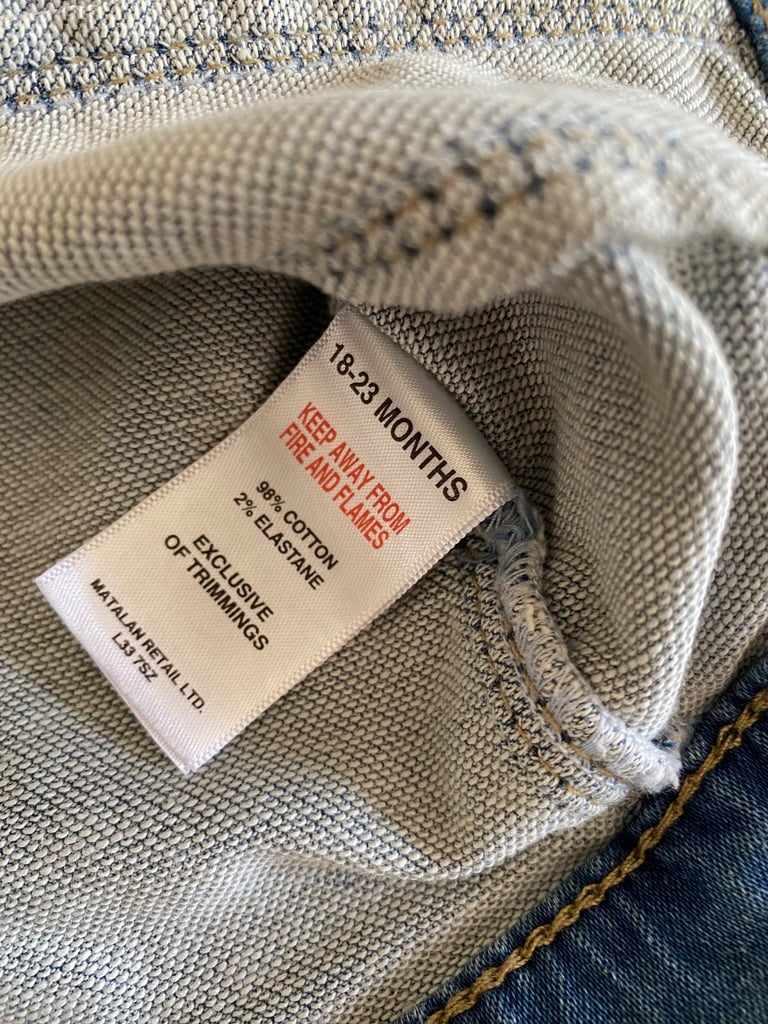 18-23 MONTHS
KEEP AWAY FROM
FIRE AND FLAMES
98% COTTON
2% ELASTANE
EXCLUSIVE
OF TRIMMINGS
MATALAN RETAIL LTD.
L33 7SZ